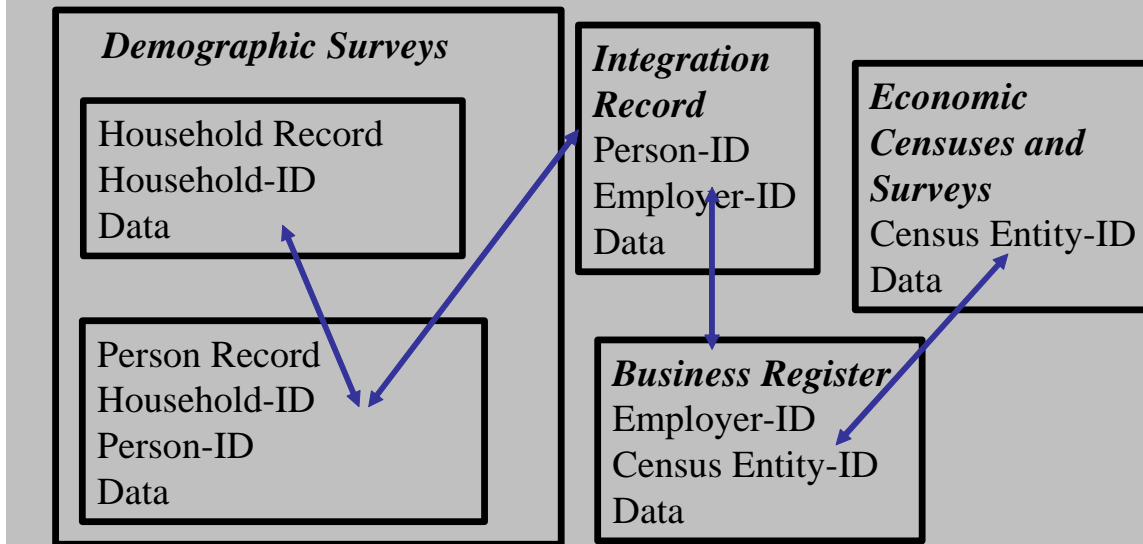 Demographic Surveys
Household Record
Household-ID
Data
Person Record
Household-ID
Person-ID
Data
Integration
Record
Person-ID
Employer-ID
Data
Business Register
Employer-ID
Census Entity-ID
Data
Economic
Censuses and
Surveys
Census Entity-ID
Data